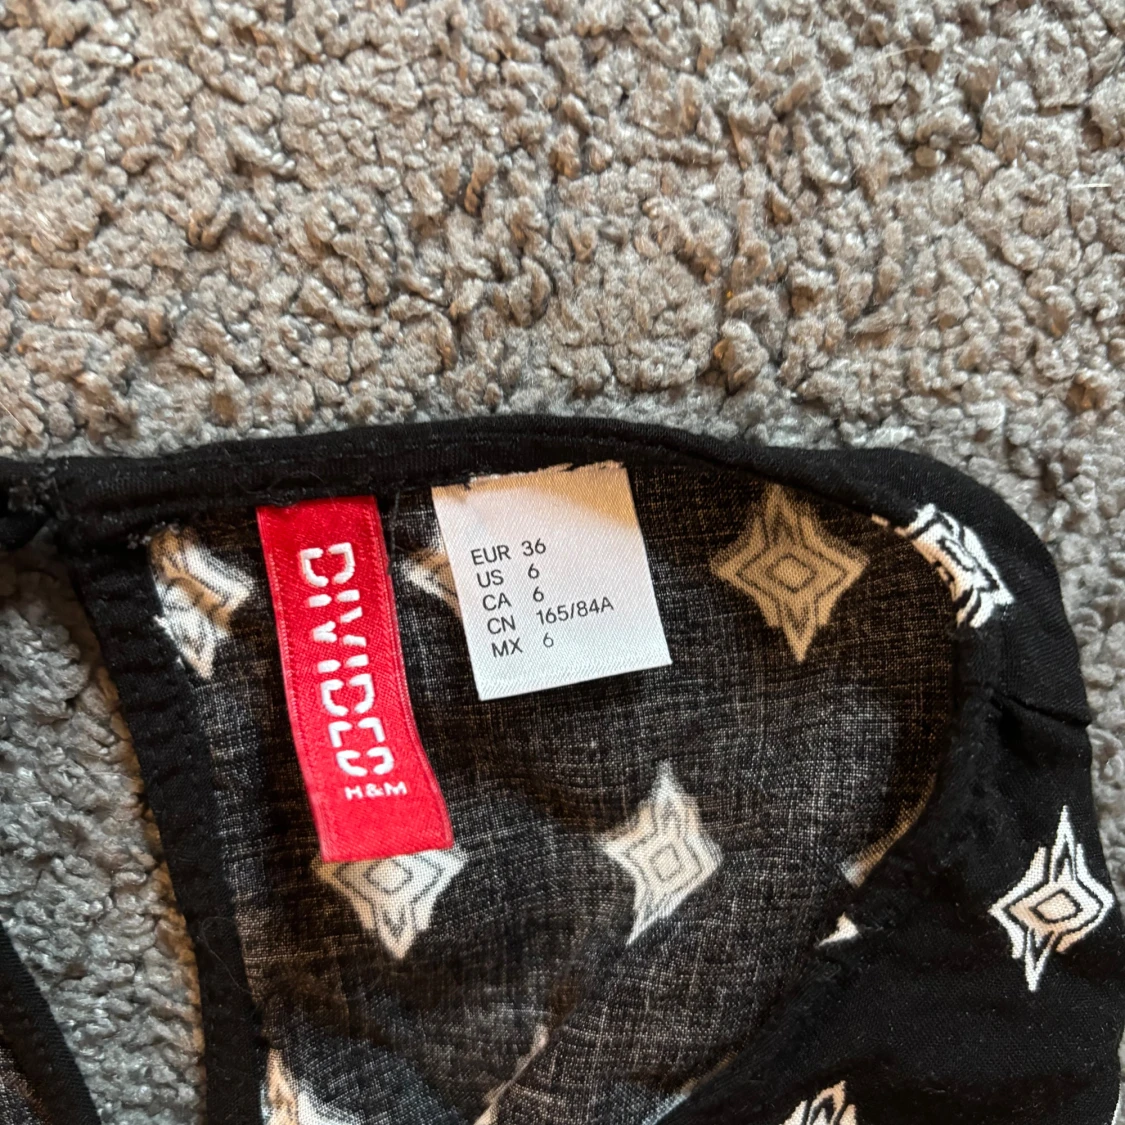 DIVIDED
H&M
EUR 36
US 6
CA 6
CN 165/84A
MX 6